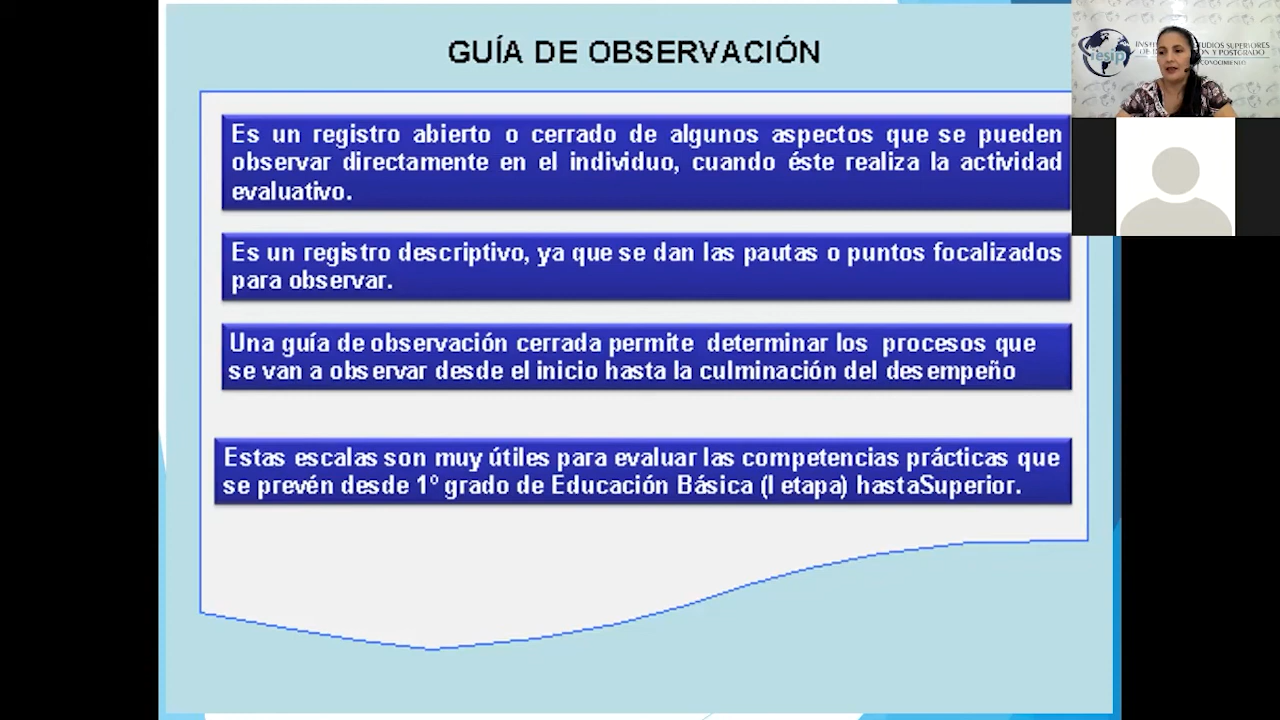 GUÍA DE OBSERVACIÓN
Es un registro abierto o cerrado de algunos aspectos que se pueden
observar directamente en el individuo, cuando éste realiza la actividad
evaluativo.
Es un registro descriptivo, ya que se dan las pautas o puntos focalizados
para observar.
Una guía de observación cerrada permite determinar los procesos que
se van a observar desde el inicio hasta la culminación del desempeño
Estas escalas son muy útiles para evaluar las competencias prácticas que
se prevén desde 1º grado de Educación Básica (I etapa) hastaSuperior.
iesip